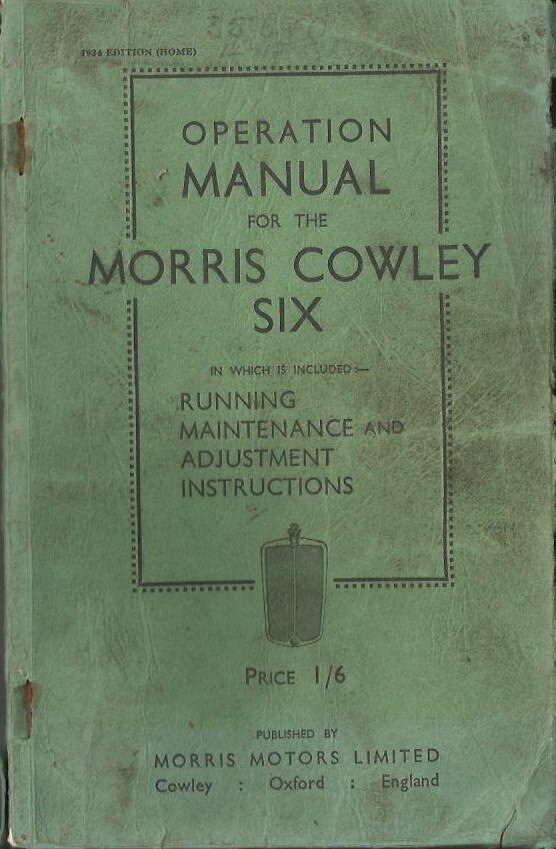 1934 EDITION (HOME)
OPERATION
MANUAL
FOR THE
MORRIS COWLEY
SIX
IN WHICH IS INCLUDED:—
RUNNING
MAINTENANCE AND
ADJUSTMENT
INSTRUCTIONS
PRICE 1/6
PUBLISHED BY
MORRIS MOTORS LIMITED
Cowley : Oxford : England